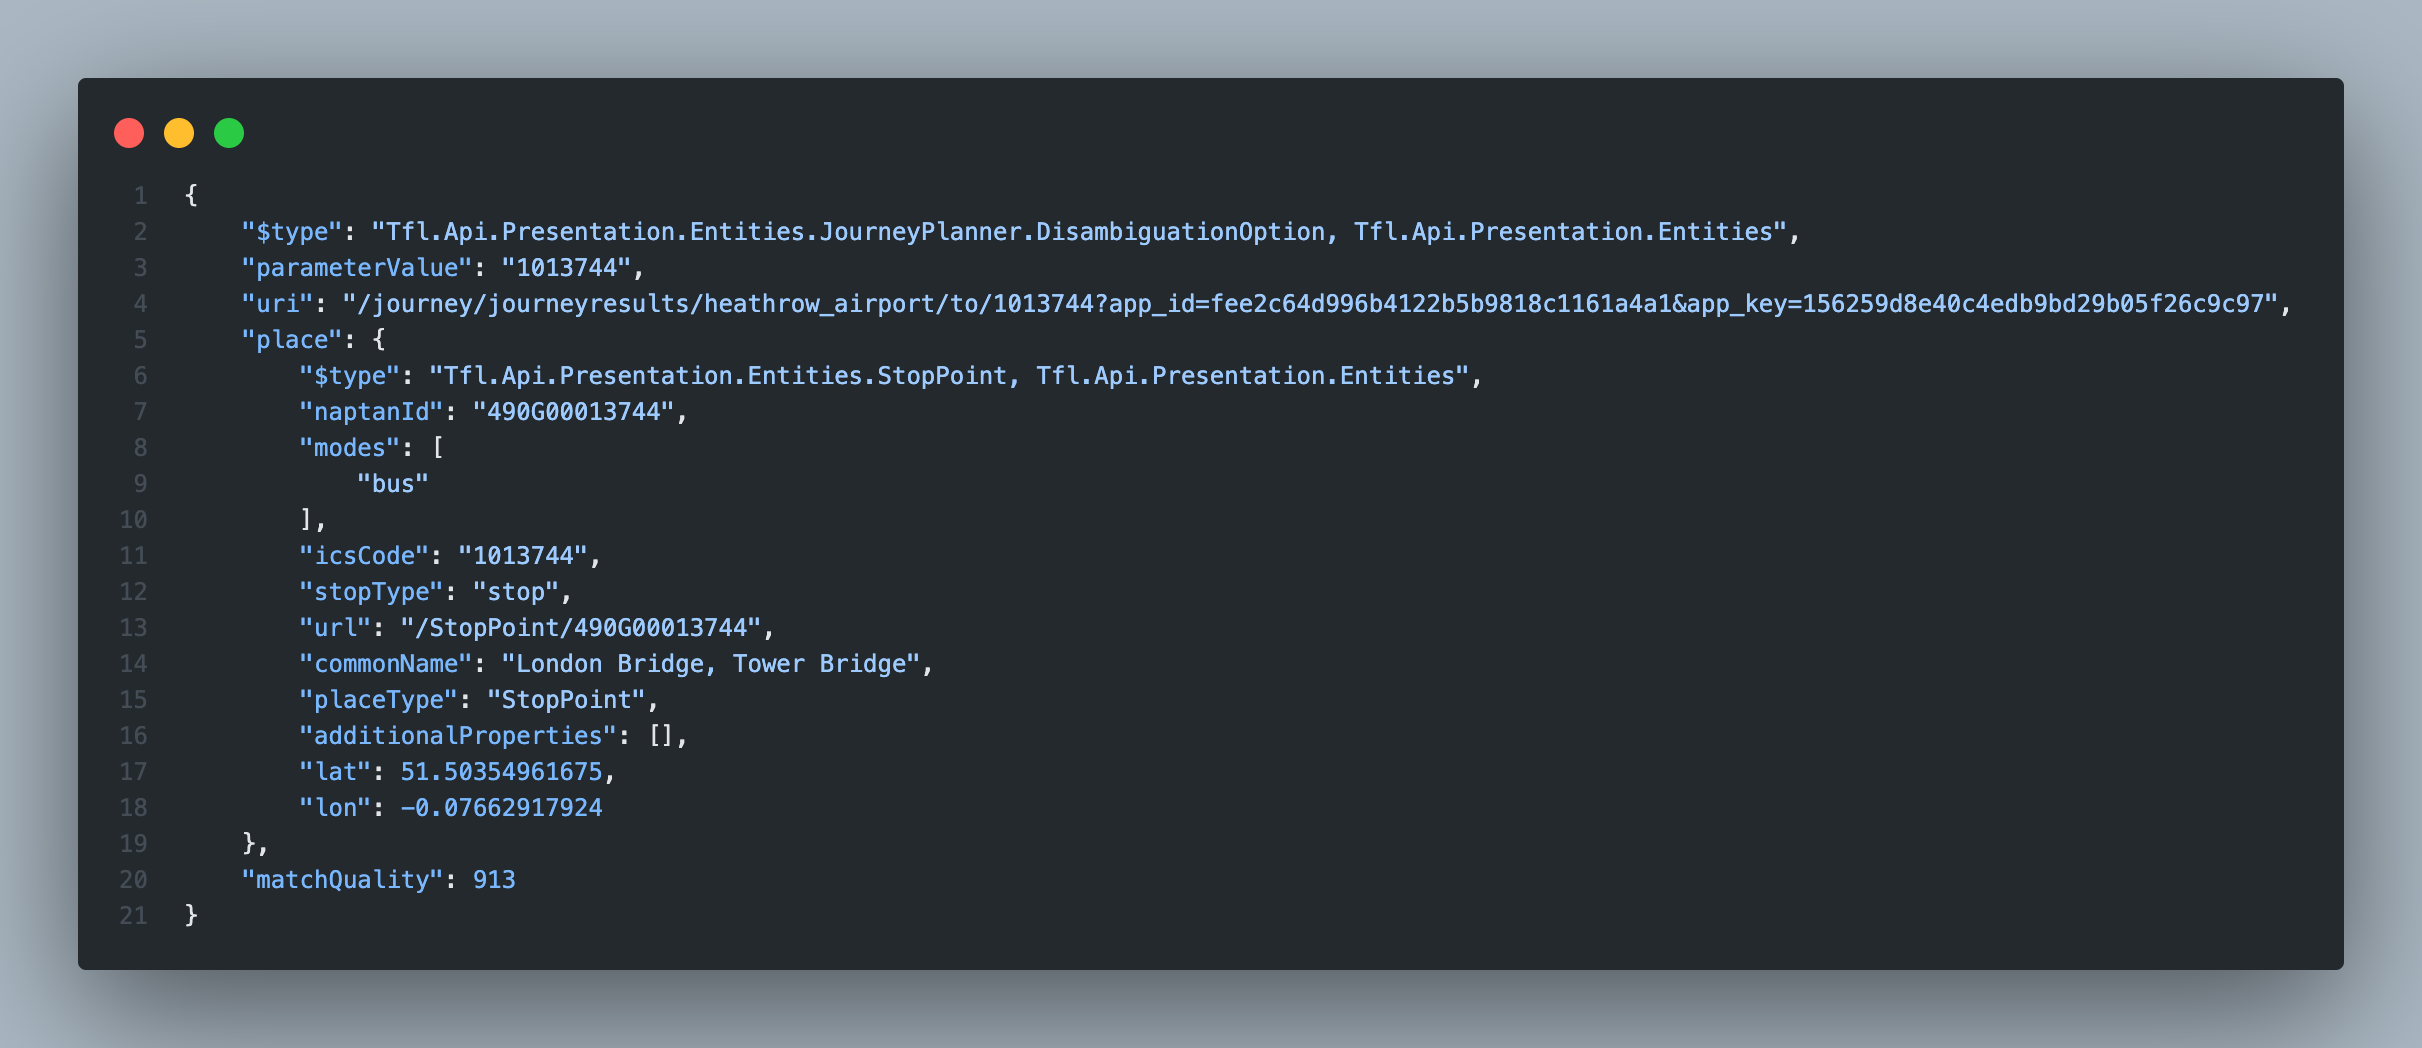 1 {
2     "$type": "Tfl.Api.Presentation.Entities.JourneyPlanner.DisambiguationOption, Tfl.Api.Presentation.Entities",
3     "parameterValue": "1013744",
4     "uri": "/journey/journeyresults/heathrow_airport/to/1013744?app_id=fee2c64d996b4122b5b9818c1161a4a1&app_key=156259d8e40c4edb9bd29b05f26c9c97",
5     "place": {
6         "$type": "Tfl.Api.Presentation.Entities.StopPoint, Tfl.Api.Presentation.Entities",
7         "naptanId": "490G00013744",
8         "modes": [
9             "bus"
10         ],
11         "icsCode": "1013744",
12         "stopType": "stop",
13         "url": "/StopPoint/490G00013744",
14         "commonName": "London Bridge, Tower Bridge",
15         "placeType": "StopPoint",
16         "additionalProperties": [],
17         "lat": 51.50354961675,
18         "lon": -0.07662917924
19     },
20     "matchQuality": 913
21 }